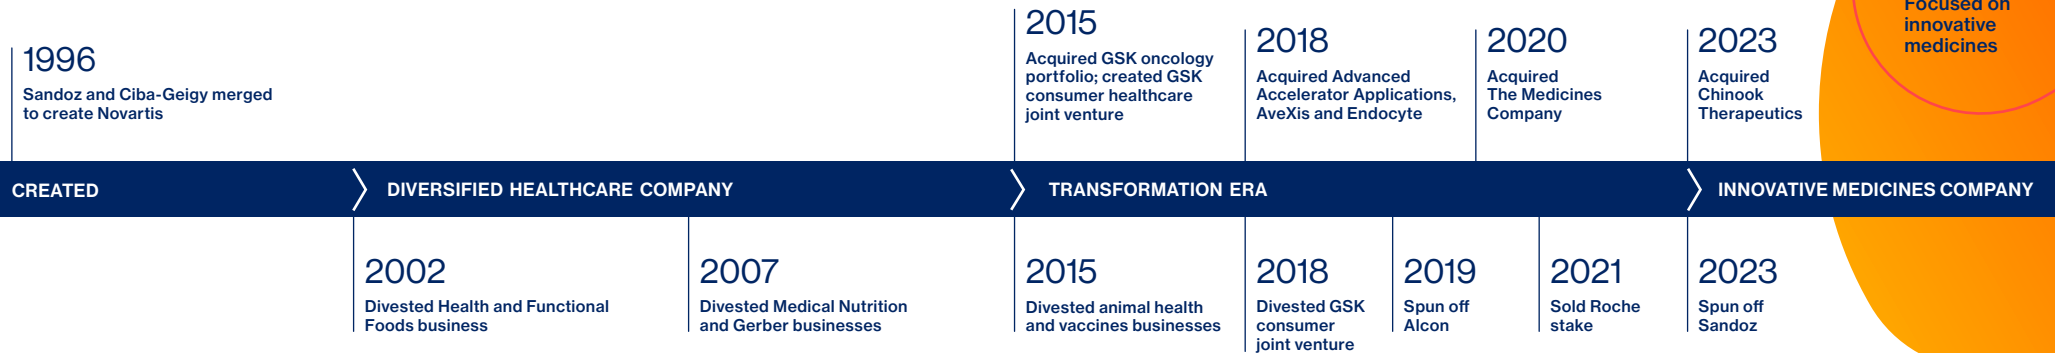 1996
Sandoz and Ciba-Geigy merged
to create Novartis
2015
Acquired GSK oncology
portfolio; created GSK
consumer healthcare
joint venture
2018
Acquired Advanced
Accelerator Applications,
AveXis and Endocyte
2020
Acquired
The Medicines
Company
2023
Acquired
Chinook
Therapeutics
Focused on
innovative
medicines
CREATED
DIVERSIFIED HEALTHCARE COMPANY
TRANSFORMATION ERA
INNOVATIVE MEDICINES COMPANY
2002
Divested Health and Functional
Foods business
2007
Divested Medical Nutrition
and Gerber businesses
2015
Divested animal health
and vaccines businesses
2018
Divested GSK
consumer
joint venture
2019
Spun off
Alcon
2021
Sold Roche
stake
2023
Spun off
Sandoz